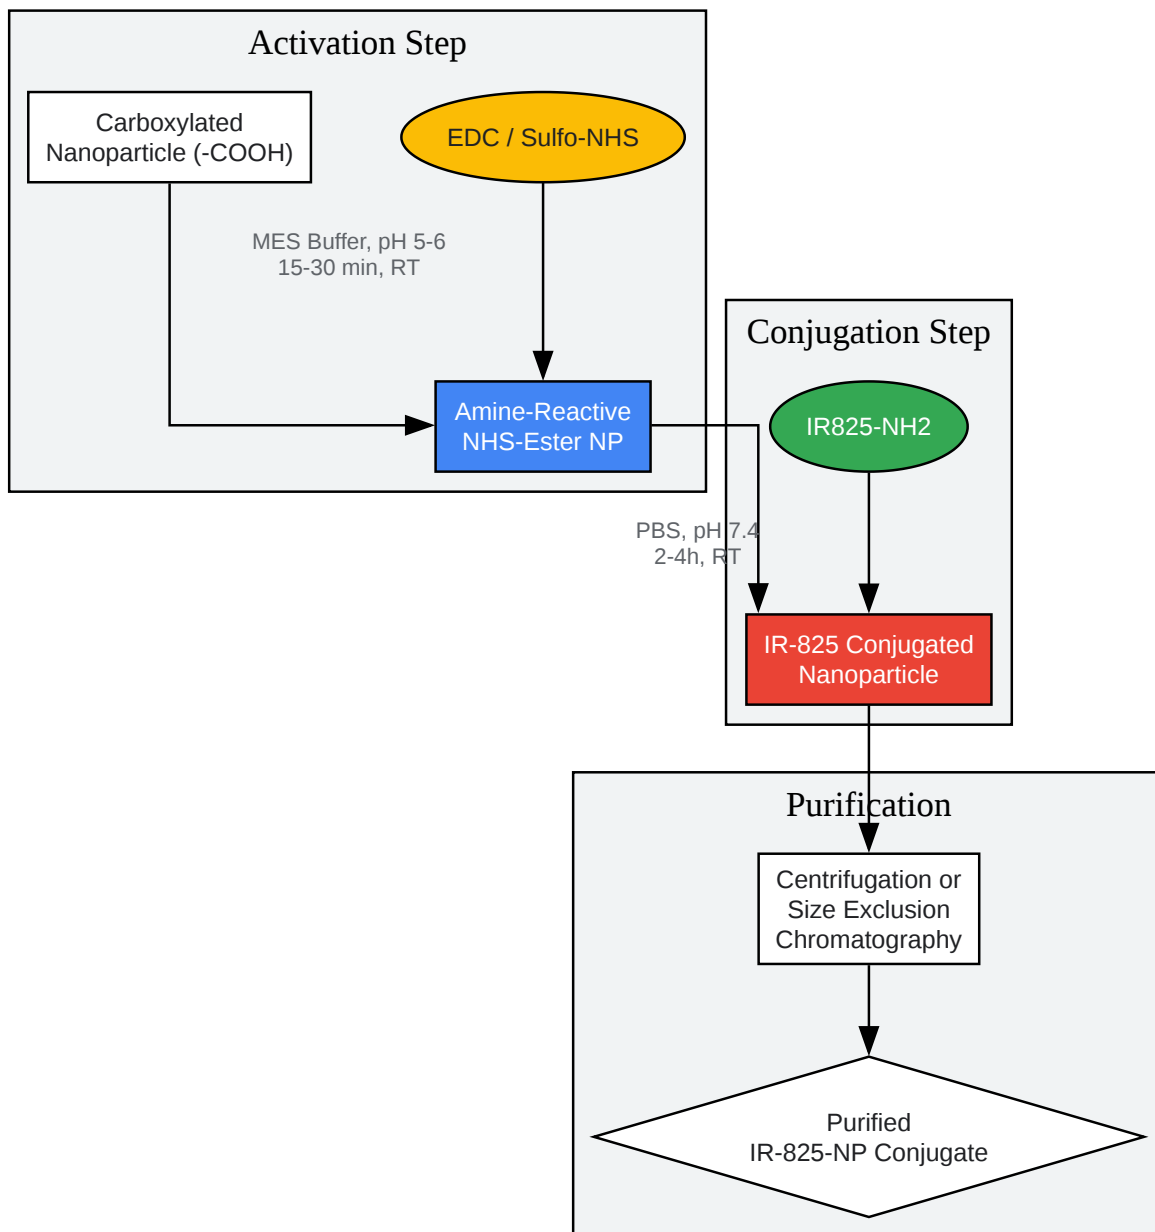 Activation Step
Carboxylated
Nanoparticle (-COOH)
EDC / Sulfo-NHS
MES Buffer, pH 5-6
15-30 min, RT
Amine-Reactive
NHS-Ester NP
Conjugation Step
IR825-NH2
PBS, pH 7.4
2-4h, RT
IR-825 Conjugated
Nanoparticle
Purification
Centrifugation or
Size Exclusion
Chromatography
Purified
IR-825-NP Conjugate